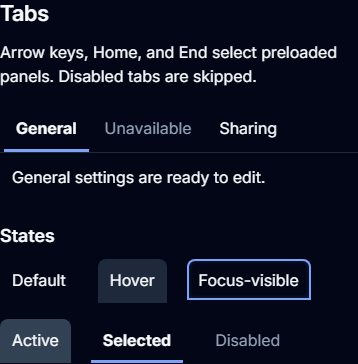 Tabs
Arrow keys, Home, and End select preloaded
panels. Disabled tabs are skipped.
General Unavailable Sharing
General settings are ready to edit.
States
Default Hover Focus-visible
Active Selected Disabled